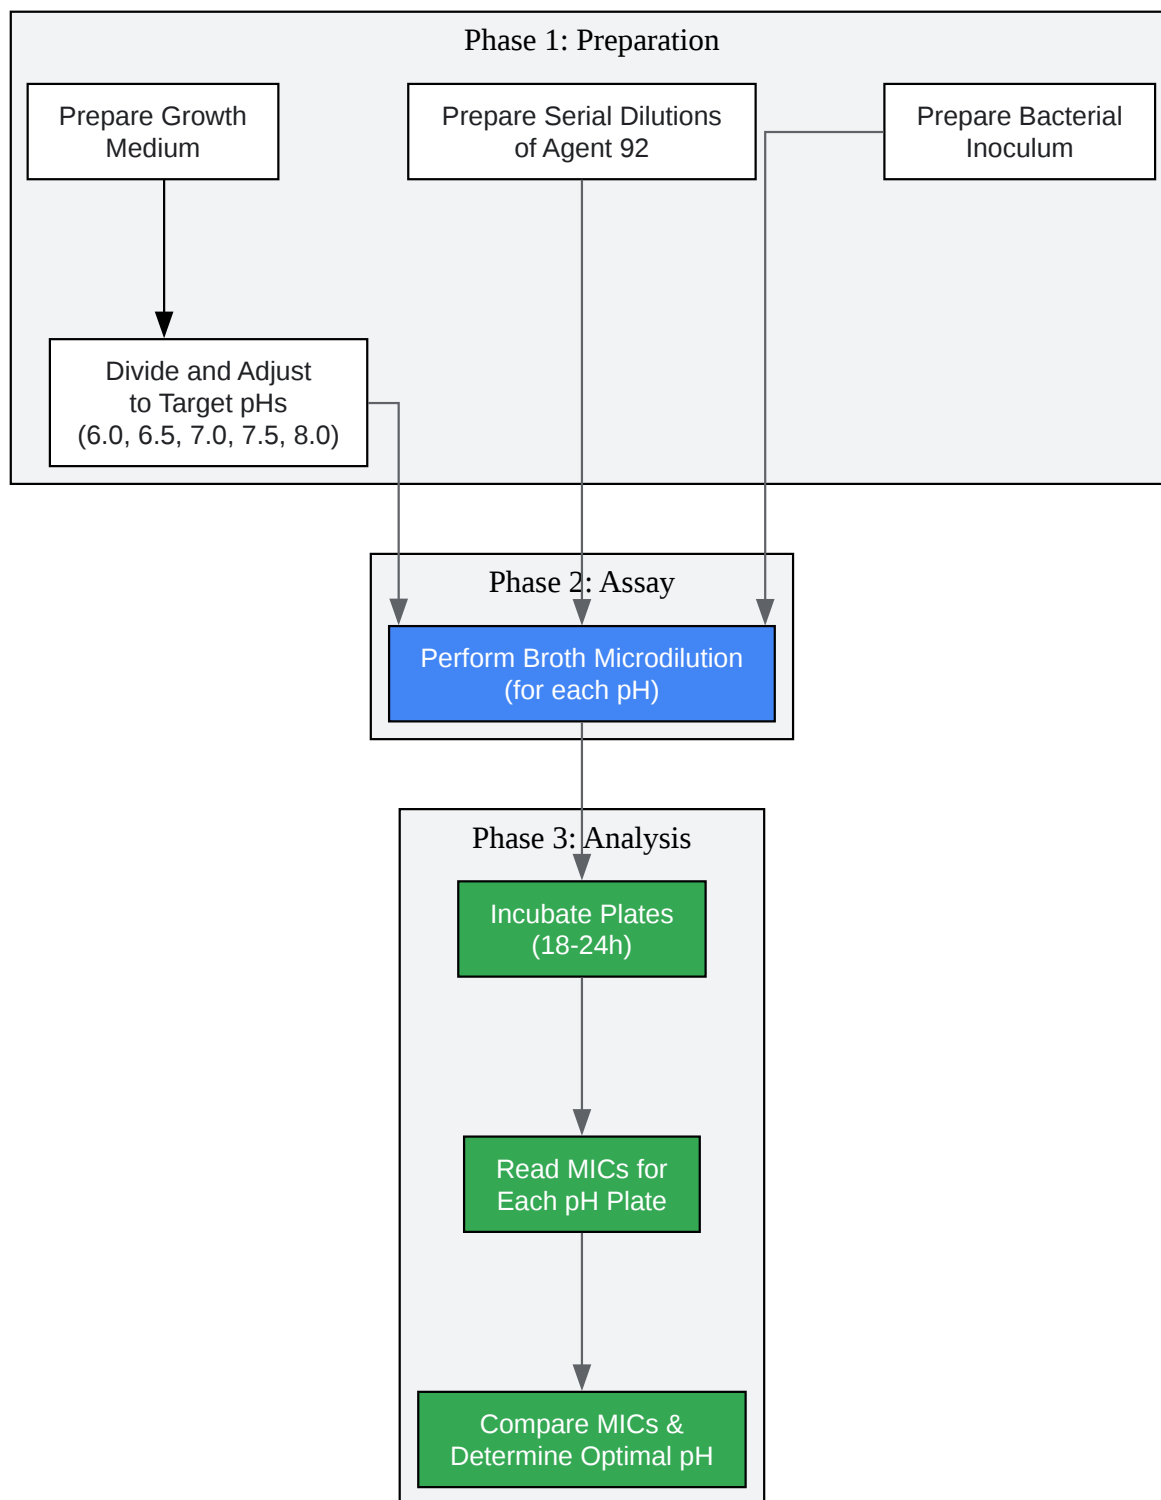 Phase 1: Preparation
Prepare Growth
Medium
Prepare Serial Dilutions
of Agent 92
Prepare Bacterial
Inoculum
Divide and Adjust
to Target pHs
(6.0, 6.5, 7.0, 7.5, 8.0)
Phase 2: Assay
Perform Broth Microdilution
(for each pH)
Phase 3: Analysis
Incubate Plates
(18-24h)
Read MICs for
Each pH Plate
Compare MICs &
Determine Optimal pH